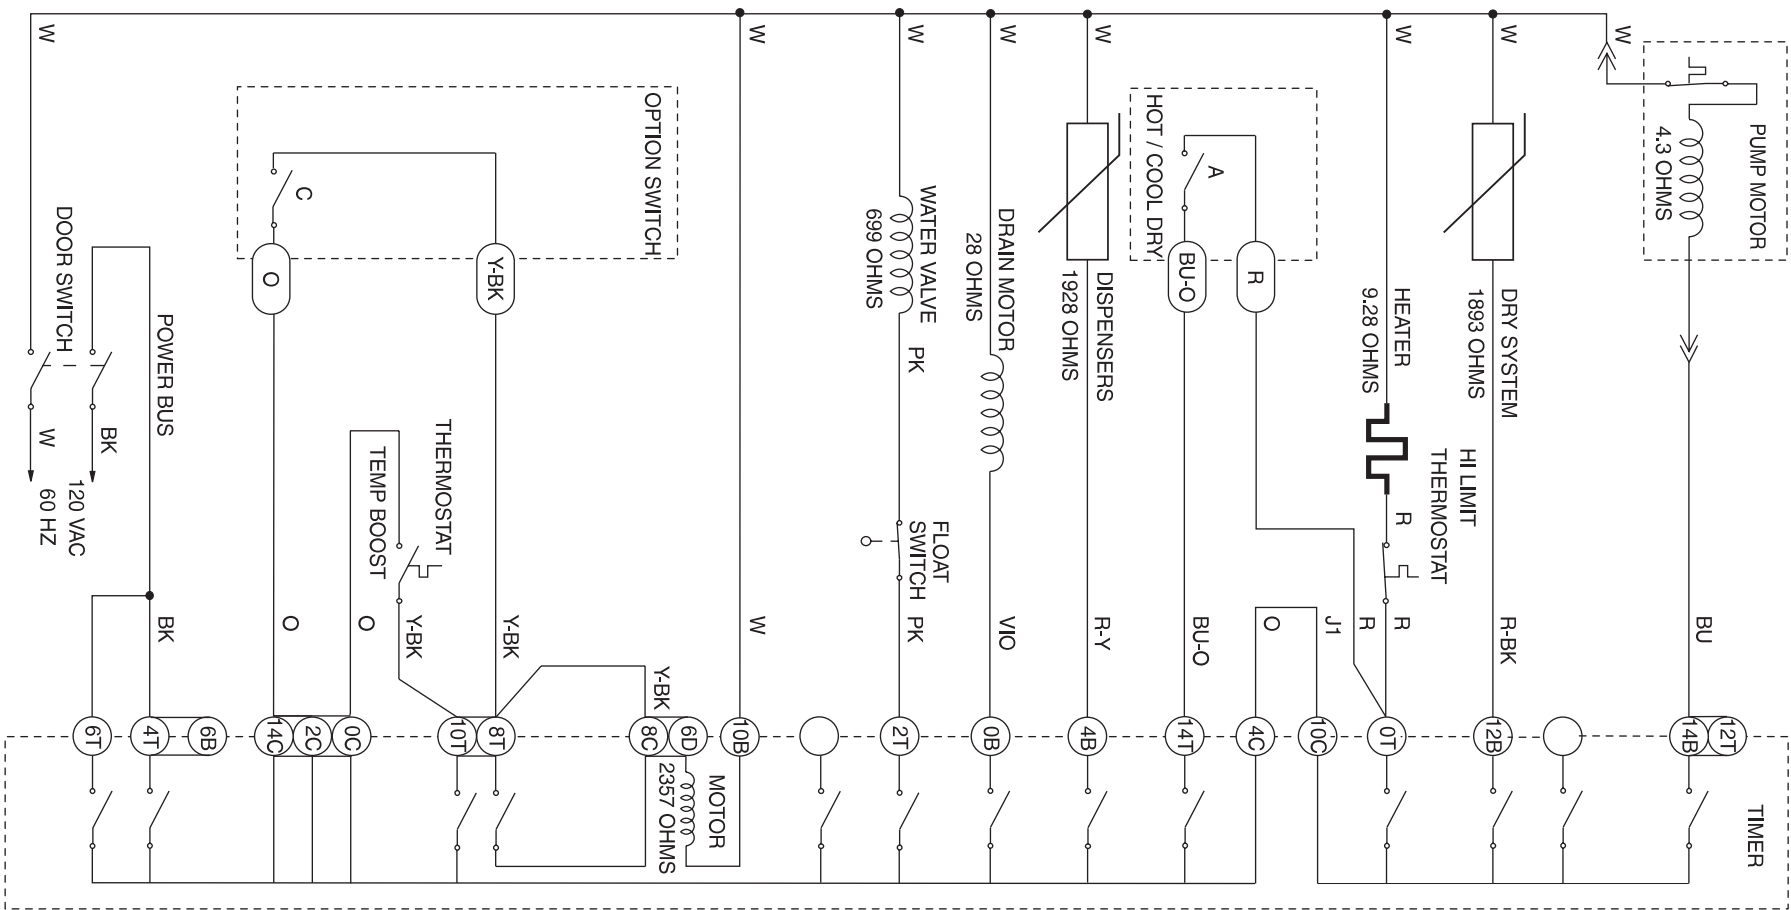 W
W
W
W
W
W
W
W
PUMP MOTOR
4.3 OHMS
BU
14B
12T
DRY SYSTEM
1893 OHMS
R-BK
12B
HEATER
9.28 OHMS
R
HI LIMIT
THERMOSTAT
R
R
0T
J1
O
10C
4C
HOT / COOL DRY
A
BU-O
R
BU-O
14T
DISPENSERS
1928 OHMS
R-Y
4B
DRAIN MOTOR
28 OHMS
VIO
0B
WATER VALVE
699 OHMS
PK
FLOAT
SWITCH
PK
2T
W
10B
MOTOR
2357 OHMS
6D
8C
Y-BK
OPTION SWITCH
C
O
Y-BK
Y-BK
8T
10T
THERMOSTAT
TEMP BOOST
Y-BK
O
O
0C
2C
14C
POWER BUS
BK
6B
4T
6T
DOOR SWITCH
BK
W
120 VAC
60 HZ
TIMER